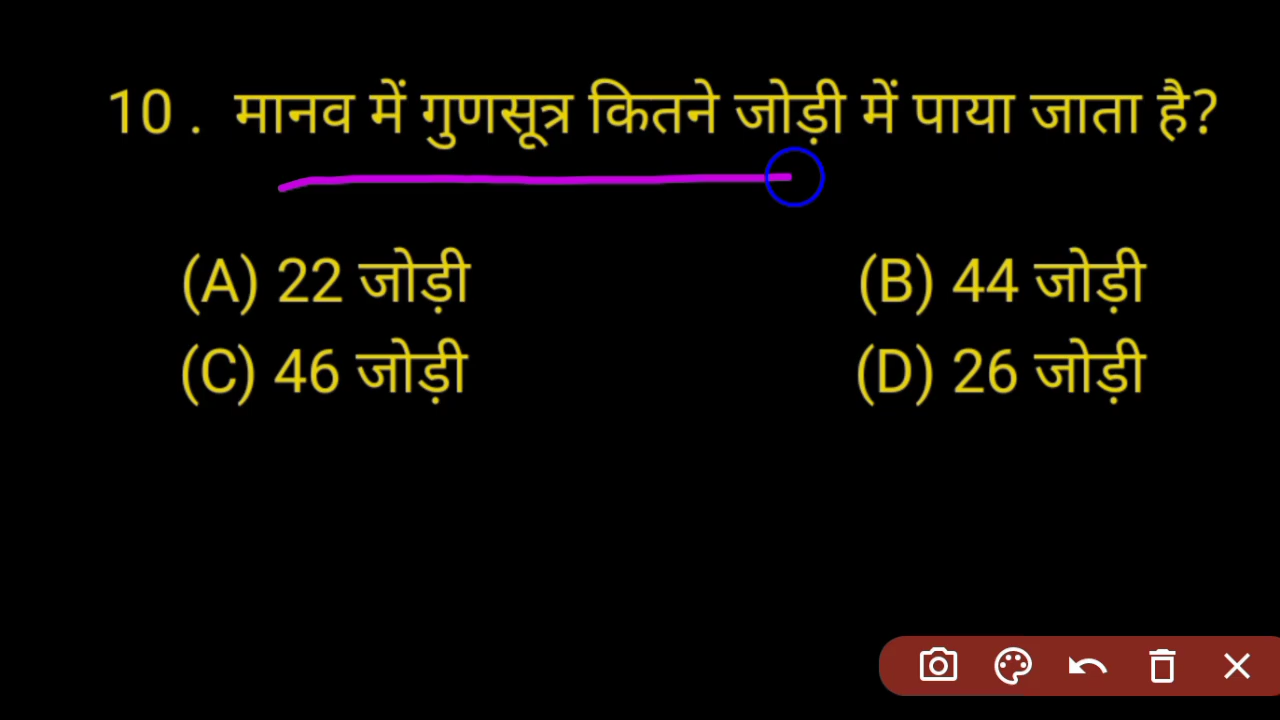 10 . मानव में गुणसूत्र कितने जोड़ी में पाया जाता है?
(A) 22 जोड़ी (B) 44 जोड़ी
(C) 46 जोड़ी (D) 26 जोड़ी